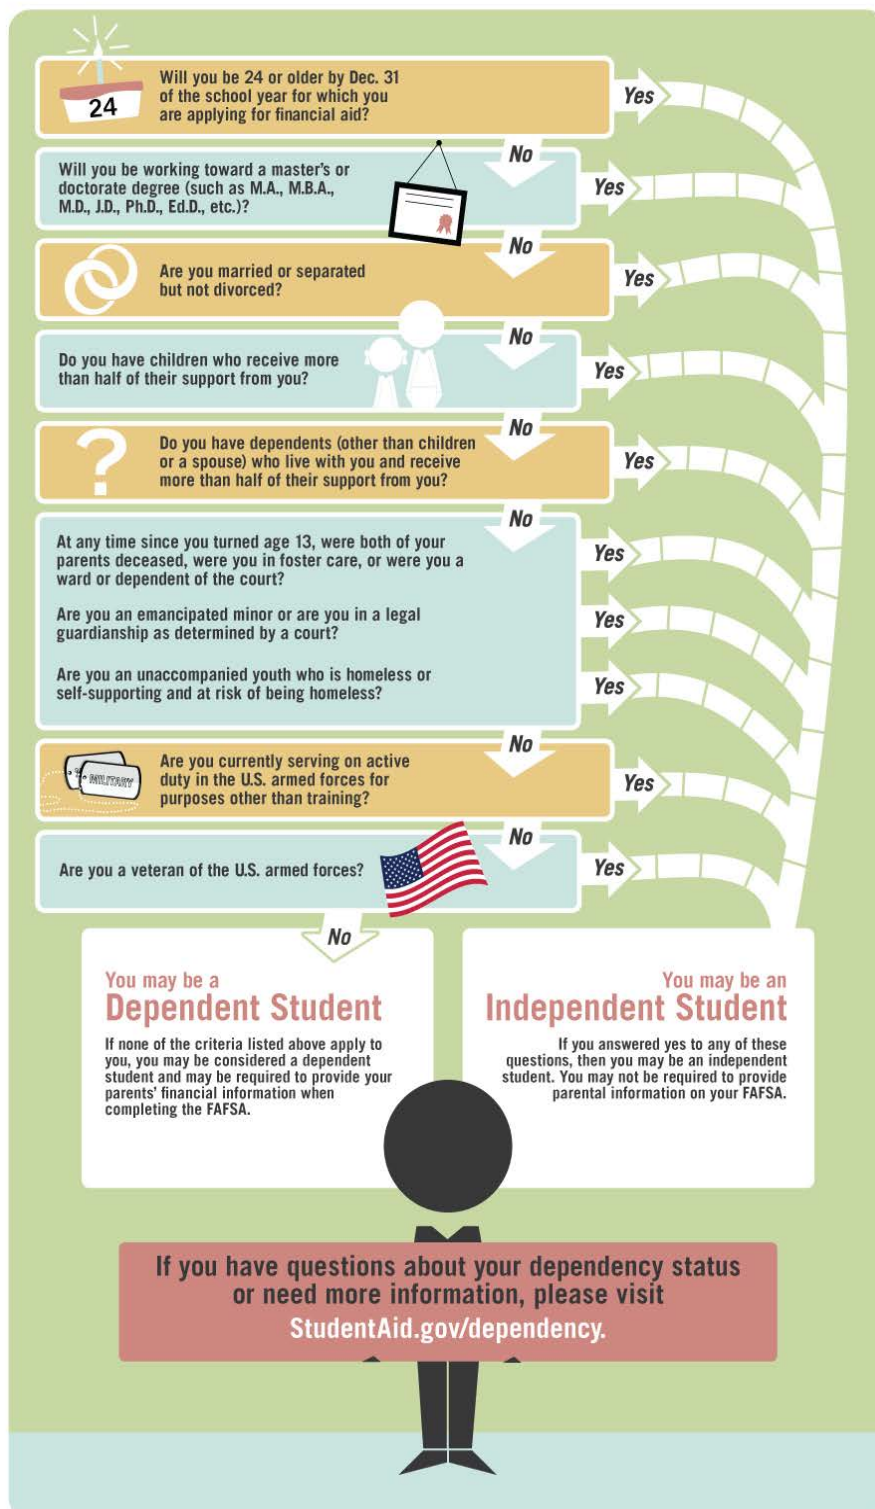 24
Will you be 24 or older by Dec. 31
of the school year for which you
are applying for financial aid?
Yes
No
Will you be working toward a master's or
doctorate degree (such as M.A., M.B.A.,
M.D., J.D., Ph.D., Ed.D., etc.)?
Yes
No
Are you married or separated
but not divorced?
Yes
No
Do you have children who receive more
than half of their support from you?
Yes
No
Do you have dependents (other than children
or a spouse) who live with you and receive
more than half of their support from you?
Yes
No
At any time since you turned age 13, were both of your
parents deceased, were you in foster care, or were you a
ward or dependent of the court?
Yes
Are you an emancipated minor or are you in a legal
guardianship as determined by a court?
Yes
Are you an unaccompanied youth who is homeless or
self-supporting and at risk of being homeless?
Yes
No
MILITARY
Are you currently serving on active
duty in the U.S. armed forces for
purposes other than training?
Yes
No
Are you a veteran of the U.S. armed forces?
Yes
No
You may be a
Dependent Student
If none of the criteria listed above apply to
you, you may be considered a dependent
student and may be required to provide your
parents' financial information when
completing the FAFSA.
You may be an
Independent Student
If you answered yes to any of these
questions, then you may be an independent
student. You may not be required to provide
parental information on your FAFSA.
If you have questions about your dependency status
or need more information, please visit
StudentAid.gov/dependency.